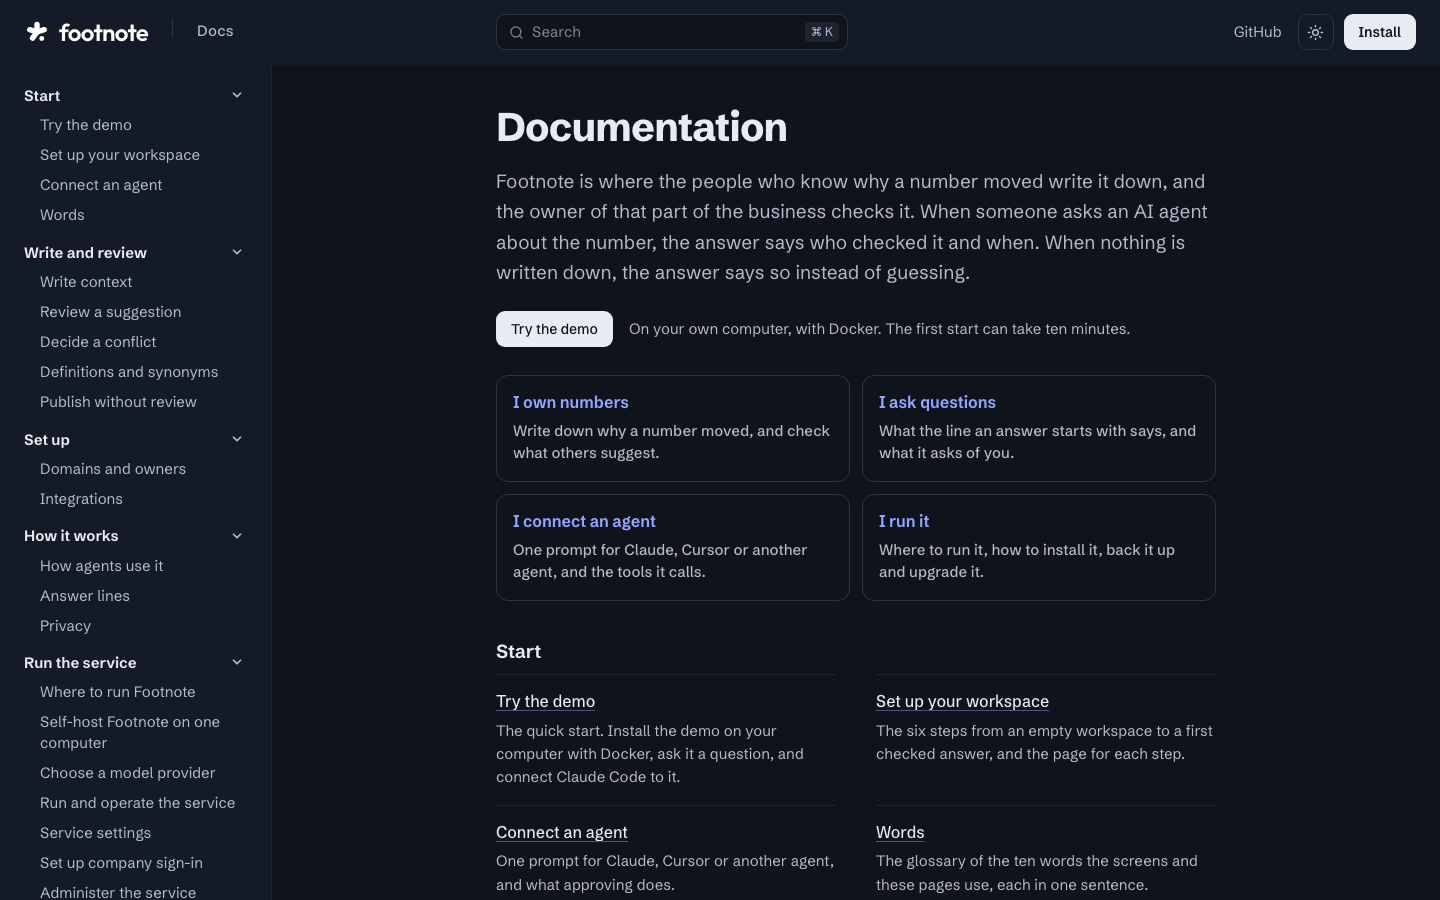 footnote
Docs
Search
⌘ K
GitHub
Install
Start
Try the demo
Set up your workspace
Connect an agent
Words
Write and review
Write context
Review a suggestion
Decide a conflict
Definitions and synonyms
Publish without review
Set up
Domains and owners
Integrations
How it works
How agents use it
Answer lines
Privacy
Run the service
Where to run Footnote
Self-host Footnote on one
computer
Choose a model provider
Run and operate the service
Service settings
Set up company sign-in
Administer the service
Documentation
Footnote is where the people who know why a number moved write it down, and
the owner of that part of the business checks it. When someone asks an AI agent
about the number, the answer says who checked it and when. When nothing is
written down, the answer says so instead of guessing.
Try the demo
On your own computer, with Docker. The first start can take ten minutes.
I own numbers
Write down why a number moved, and check
what others suggest.
I ask questions
What the line an answer starts with says, and
what it asks of you.
I connect an agent
One prompt for Claude, Cursor or another
agent, and the tools it calls.
I run it
Where to run it, how to install it, back it up
and upgrade it.
Start
Try the demo
The quick start. Install the demo on your
computer with Docker, ask it a question, and
connect Claude Code to it.
Set up your workspace
The six steps from an empty workspace to a first
checked answer, and the page for each step.
Connect an agent
One prompt for Claude, Cursor or another agent,
and what approving does.
Words
The glossary of the ten words the screens and
these pages use, each in one sentence.